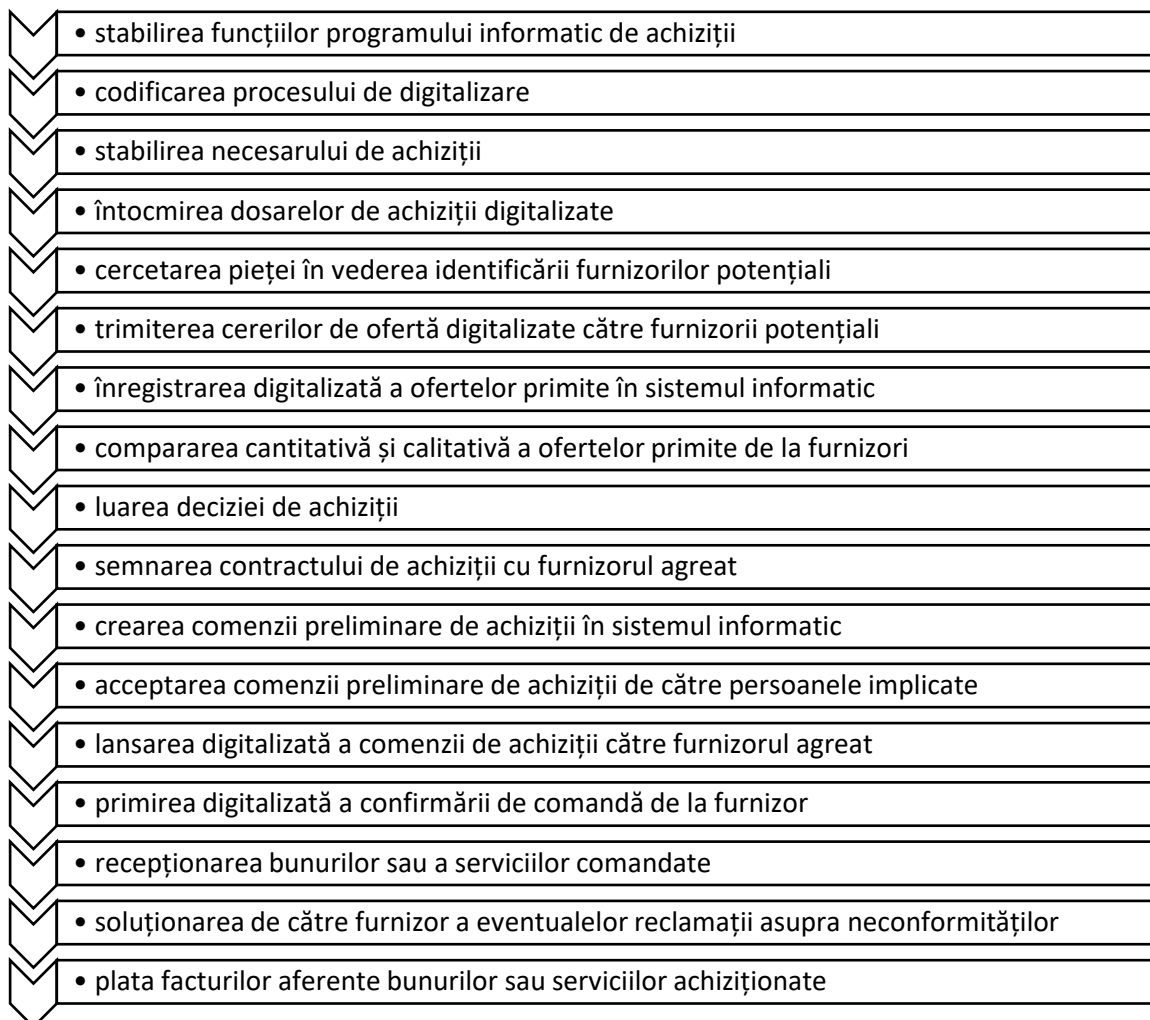 • stabilirea funcțiilor programului informatic de achiziții
• codificarea procesului de digitalizare
• stabilirea necesarului de achiziții
• întocmirea dosarelor de achiziții digitalizate
• cercetarea pieței în vederea identificării furnizorilor potențiali
• trimiterea cererilor de ofertă digitalizate către furnizorii potențiali
• înregistrarea digitalizată a ofertelor primite în sistemul informatic
• compararea cantitativă și calitativă a ofertelor primite de la furnizori
• luarea deciziei de achiziții
• semnarea contractului de achiziții cu furnizorul agreat
• crearea comenzii preliminare de achiziții în sistemul informatic
• acceptarea comenzii preliminare de achiziții de către persoanele implicate
• lansarea digitalizată a comenzii de achiziții către furnizorul agreat
• primirea digitalizată a confirmării de comandă de la furnizor
• recepționarea bunurilor sau a serviciilor comandate
• soluționarea de către furnizor a eventualelor reclamații asupra neconformităților
• plata facturilor aferente bunurilor sau serviciilor achiziționate